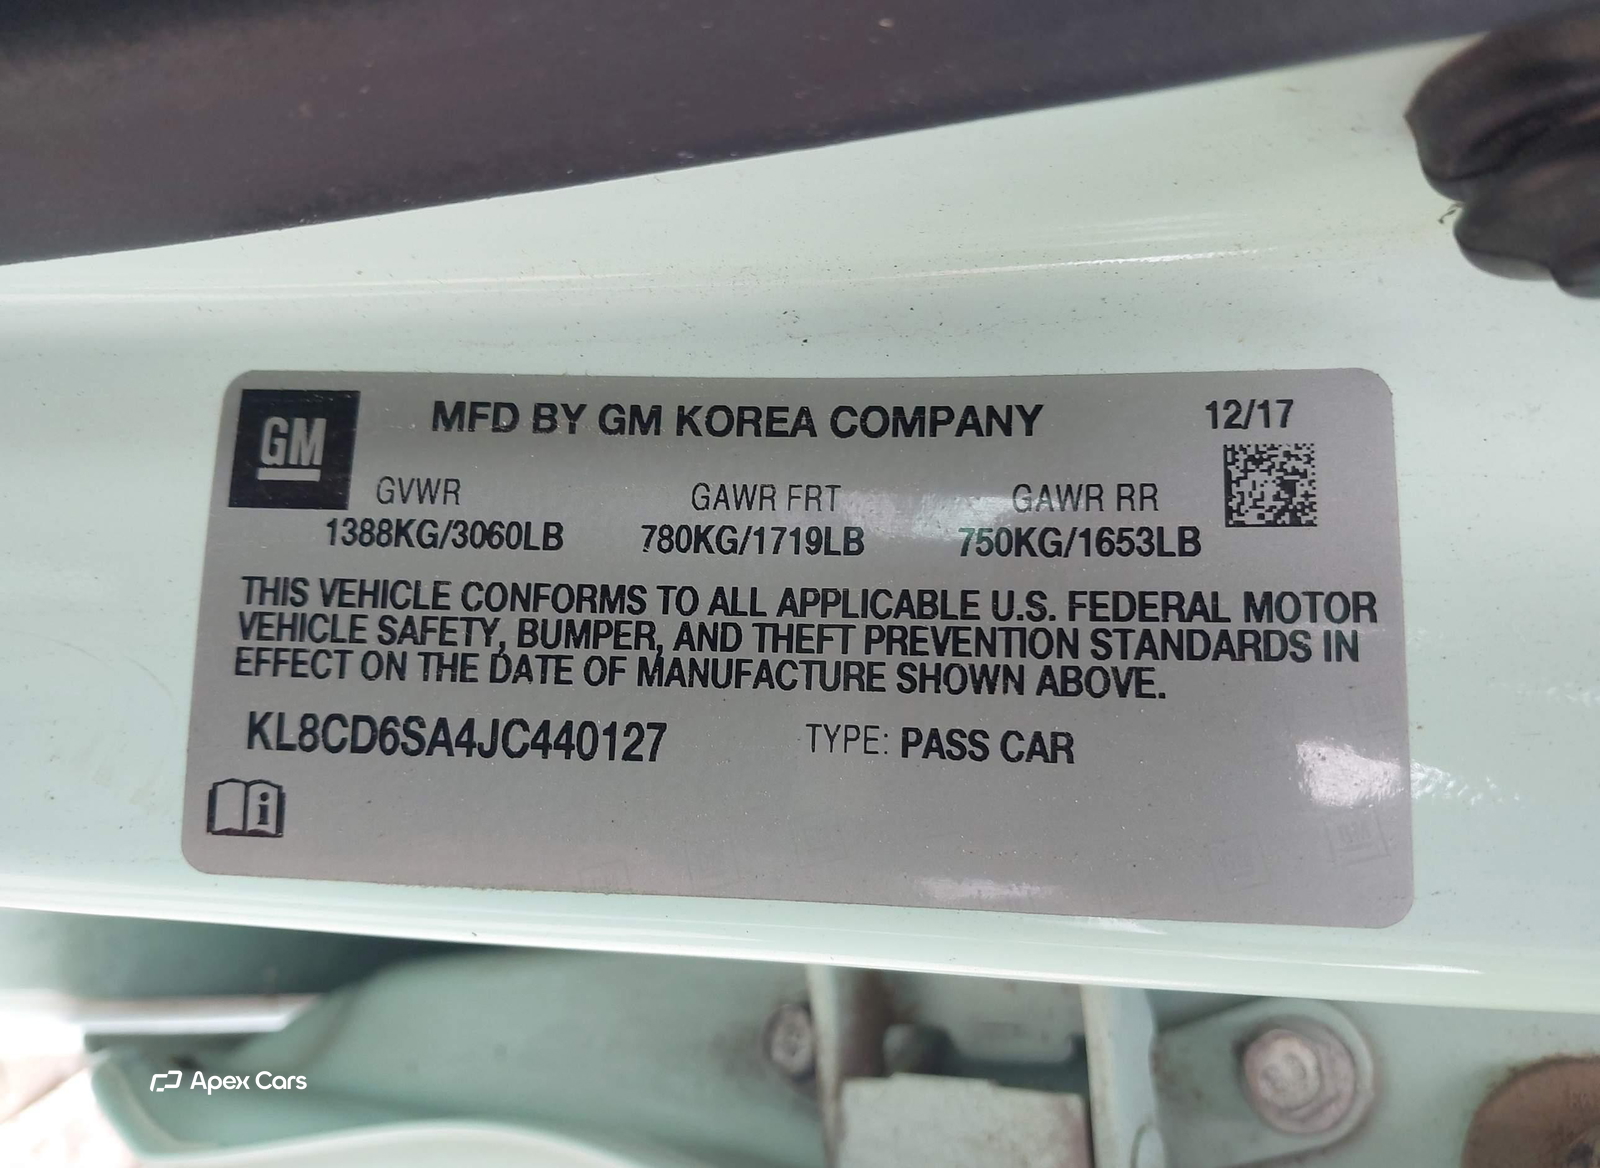 GM
MFD BY GM KOREA COMPANY
12/17
GVWR GAWR FRT GAWR RR
1388KG/3060LB 780KG/1719LB 750KG/1653LB
THIS VEHICLE CONFORMS TO ALL APPLICABLE U.S. FEDERAL MOTOR
VEHICLE SAFETY, BUMPER, AND THEFT PREVENTION STANDARDS IN
EFFECT ON THE DATE OF MANUFACTURE SHOWN ABOVE.
KL8CD6SA4JC440127 TYPE: PASS CAR
i
Apex Cars